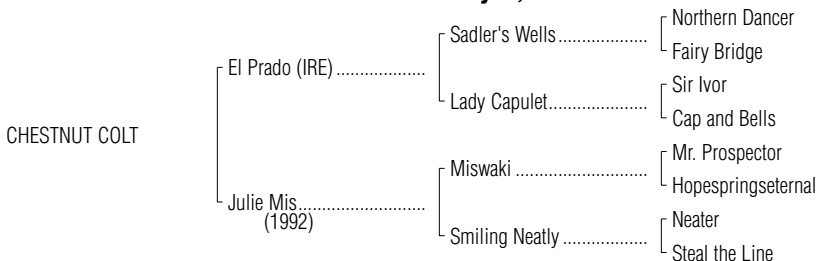 Northern Dancer
Sadler's Wells...................
Fairy Bridge
El Prado (IRE) ...................
Sir Ivor
Lady Capulet.....................
Cap and Bells
CHESTNUT COLT
Mr. Prospector
Miswaki ...........................
Hopespringseternal
Julie Mis...........................
(1992)
Neater
Smiling Neatly ..................
Steal the Line